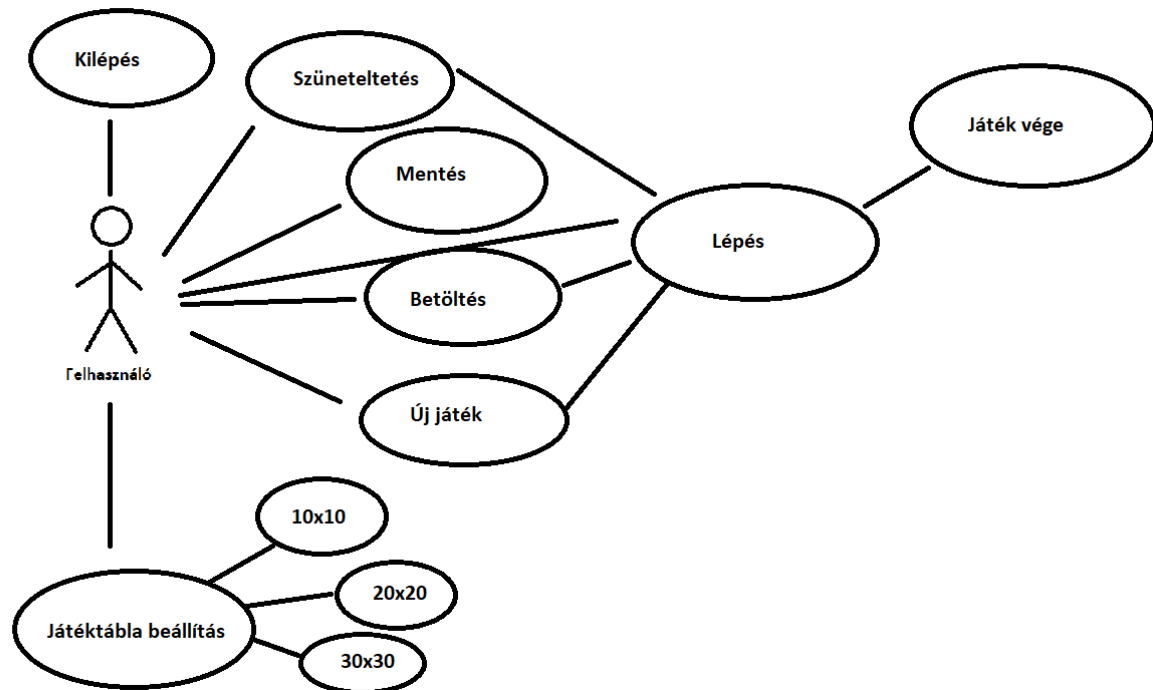 Kilépés
Szüneteltetés
Játék vége
Mentés
Lépés
Betöltés
Felhasználó
Új játék
10x10
20x20
Játéktábla beállítás
30x30